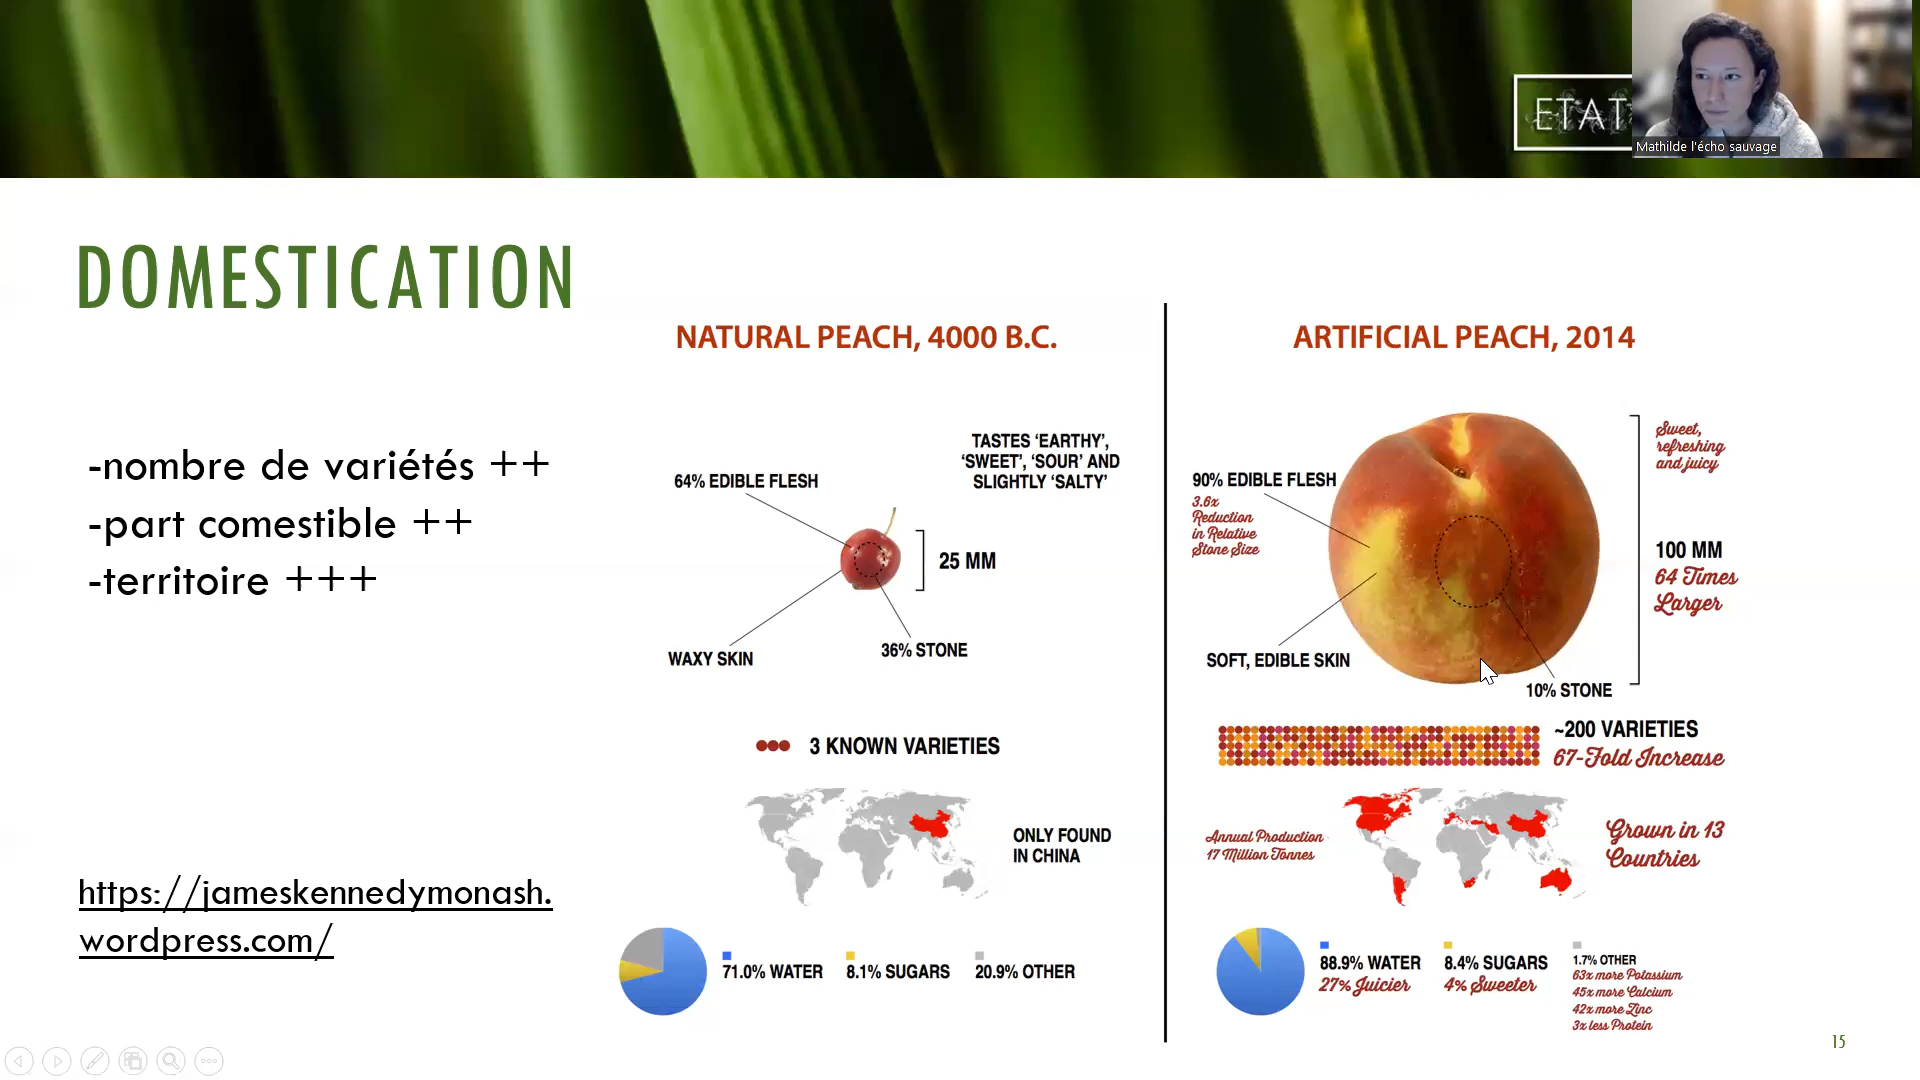 ETAT
Mathilde l'écho sauvage
DOMESTICATION
-nombre de variétés ++
-part comestible ++
-territoire +++
https://jameskennedymonash.
wordpress.com/
NATURAL PEACH, 4000 B.C.
TASTES ‘EARTHY’,
‘SWEET’, ‘SOUR’ AND
SLIGHTLY ‘SALTY’
64% EDIBLE FLESH
25 MM
WAXY SKIN
36% STONE
3 KNOWN VARIETIES
ONLY FOUND
IN CHINA
71.0% WATER
8.1% SUGARS
20.9% OTHER
ARTIFICIAL PEACH, 2014
Sweet,
refreshing
and juicy
90% EDIBLE FLESH
3.6x
Reduction
in Relative
Stone Size
100 MM
64 Times
Larger
SOFT, EDIBLE SKIN
10% STONE
~200 VARIETIES
67-Fold Increase
Annual Production
17 Million Tonnes
Grown in 13
Countries
88.9% WATER
27% Juicier
8.4% SUGARS
4% Sweeter
1.7% OTHER
63x more Potassium
45x more Calcium
42x more Zinc
3x less Protein
15